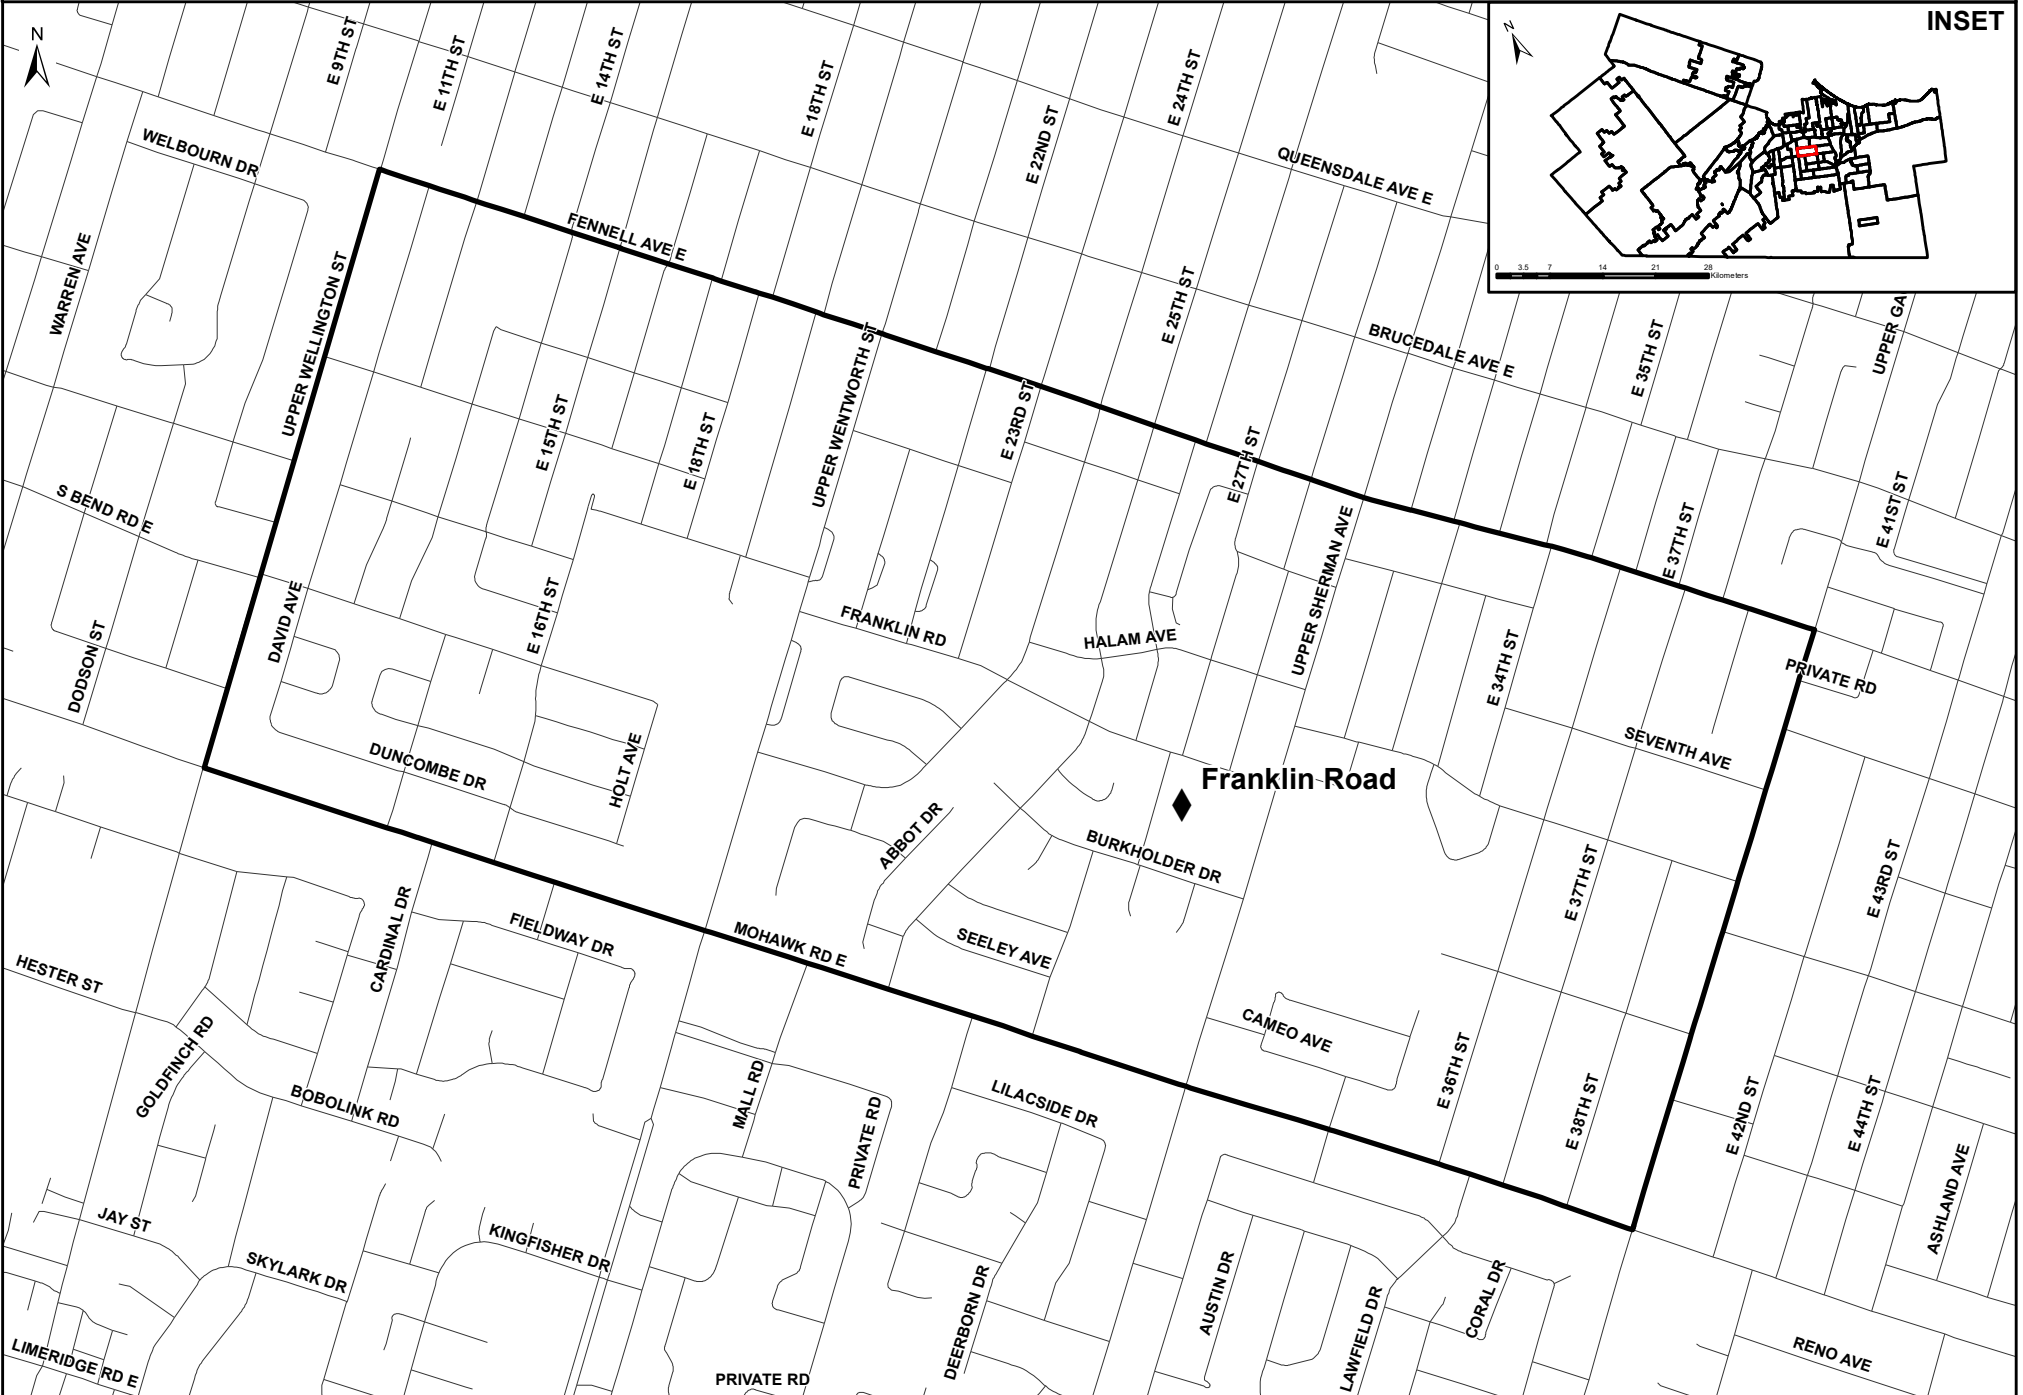 INSET
N
N
0 3.5 7 14 21 28
Kilometers
E 9TH ST
E 11TH ST
E 14TH ST
E 18TH ST
E 22ND ST
E 24TH ST
WELBOURN DR
QUEENSDALE AVE E
FENNELL AVE E
WARREN AVE
UPPER WELLINGTON ST
E 25TH ST
BRUCEDALE AVE E
E 35TH ST
UPPER GA
E 15TH ST
E 18TH ST
UPPER WENTWORTH ST
E 23RD ST
E 27TH ST
S BEND RD E
UPPER SHERMAN AVE
E 37TH ST
E 41ST ST
DAVID AVE
E 16TH ST
FRANKLIN RD
HALAM AVE
E 34TH ST
DODSON ST
PRIVATE RD
SEVENTH AVE
DUNCOMBE DR
HOLT AVE
Franklin Road
ABBOT DR
BURKHOLDER DR
E 37TH ST
E 43RD ST
CARDINAL DR
FIELDWAY DR
MOHAWK RD E
SEELEY AVE
HESTER ST
CAMEO AVE
GOLDFINCH RD
E 36TH ST
BOBOLINK RD
MALL RD
PRIVATE RD
LILACSIDE DR
E 38TH ST
E 42ND ST
E 44TH ST
ASHLAND AVE
JAY ST
SKYLARK DR
KINGFISHER DR
DEERBORN DR
AUSTIN DR
LAWFIELD DR
CORAL DR
LIMERIDGE RD E
PRIVATE RD
RENO AVE